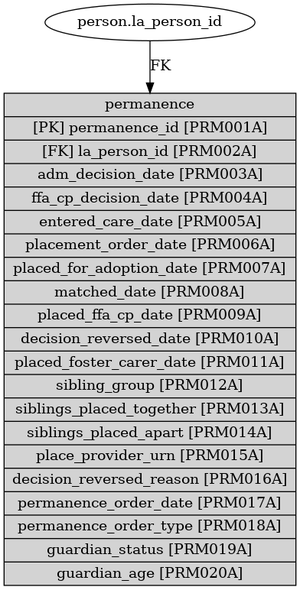 person.la_person_id
FK
permanence
[PK] permanence_id [PRM001A]
[FK] la_person_id [PRM002A]
adm_decision_date [PRM003A]
ffa_cp_decision_date [PRM004A]
entered_care_date [PRM005A]
placement_order_date [PRM006A]
placed_for_adoption_date [PRM007A]
matched_date [PRM008A]
placed_ffa_cp_date [PRM009A]
decision_reversed_date [PRM010A]
placed_foster_carer_date [PRM011A]
sibling_group [PRM012A]
siblings_placed_together [PRM013A]
siblings_placed_apart [PRM014A]
place_provider_urn [PRM015A]
decision_reversed_reason [PRM016A]
permanence_order_date [PRM017A]
permanence_order_type [PRM018A]
guardian_status [PRM019A]
guardian_age [PRM020A]